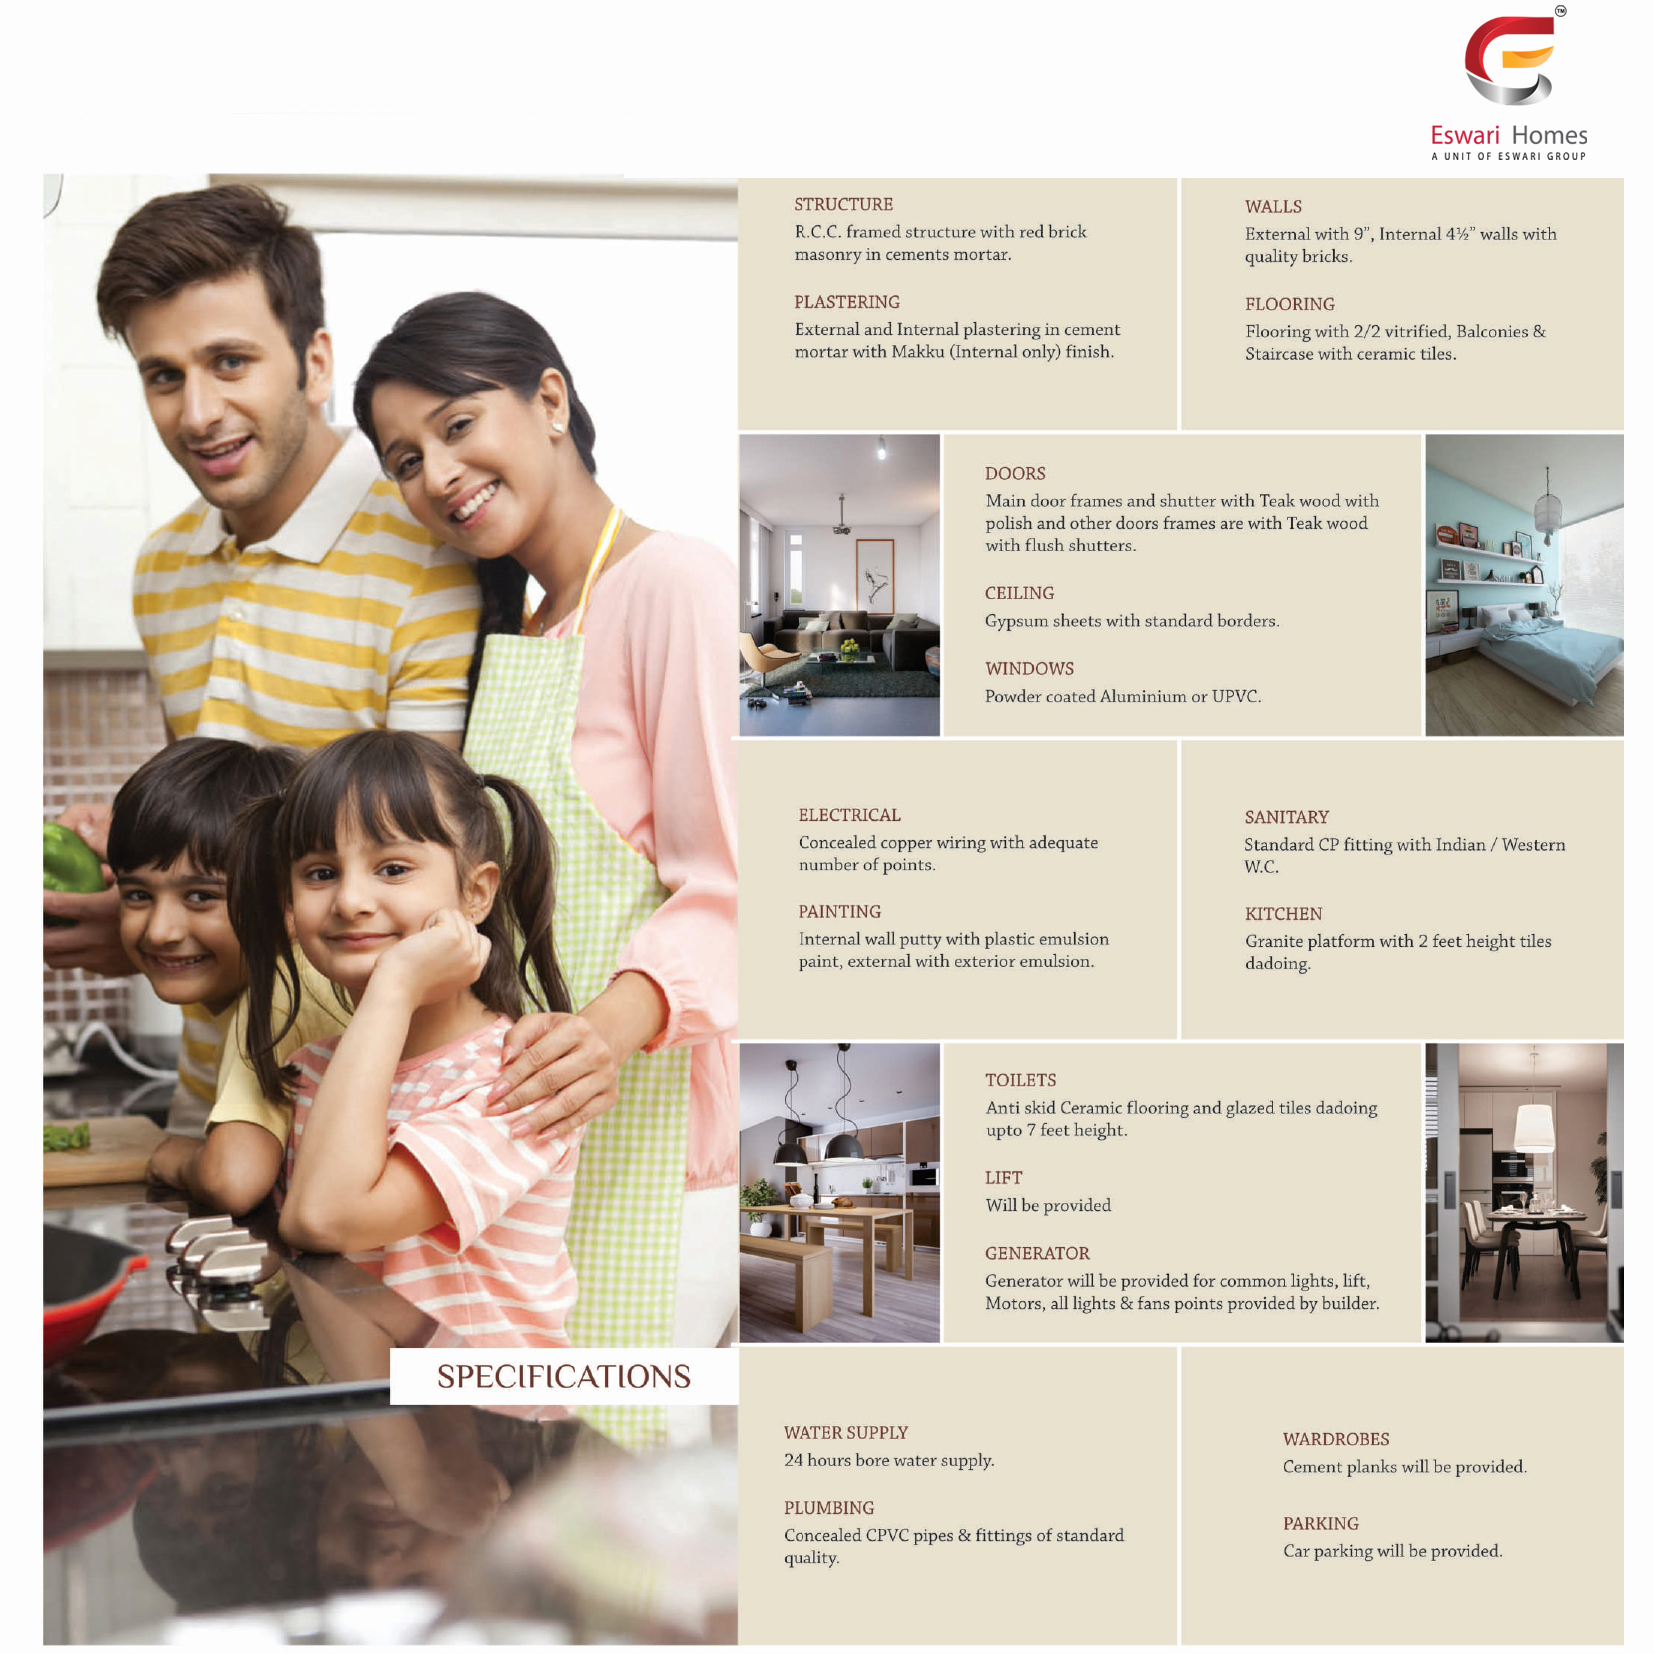 TM
Eswari Homes
A UNIT OF ESWARI GROUP
STRUCTURE
R.C.C. framed structure with red brick
masonry in cements mortar.
PLASTERING
External and Internal plastering in cement
mortar with Makku (Internal only) finish.
WALLS
External with 9”, Internal 4½” walls with
quality bricks.
FLOORING
Flooring with 2/2 vitrified, Balconies &
Staircase with ceramic tiles.
DOORS
Main door frames and shutter with Teak wood with
polish and other doors frames are with Teak wood
with flush shutters.
CEILING
Gypsum sheets with standard borders.
WINDOWS
Powder coated Aluminium or UPVC.
ELECTRICAL
Concealed copper wiring with adequate
number of points.
PAINTING
Internal wall putty with plastic emulsion
paint, external with exterior emulsion.
SANITARY
Standard CP fitting with Indian / Western
W.C.
KITCHEN
Granite platform with 2 feet height tiles
dadoing.
TOILETS
Anti skid Ceramic flooring and glazed tiles dadoing
upto 7 feet height.
LIFT
Will be provided
GENERATOR
Generator will be provided for common lights, lift,
Motors, all lights & fans points provided by builder.
SPECIFICATIONS
WATER SUPPLY
24 hours bore water supply.
PLUMBING
Concealed CPVC pipes & fittings of standard
quality.
WARDROBES
Cement planks will be provided.
PARKING
Car parking will be provided.